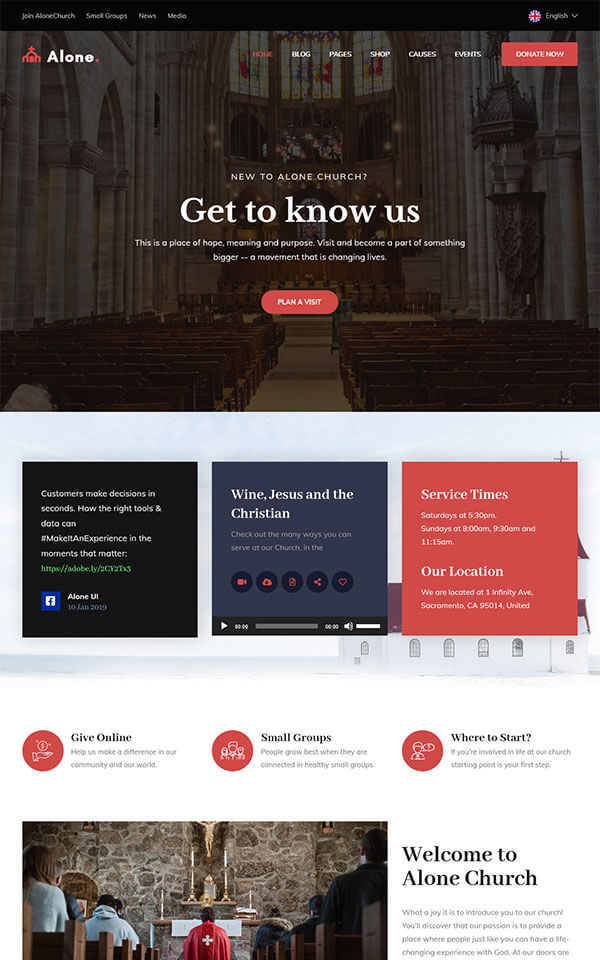 Join AloneChurch Small Groups News Media English
Alone. HOME BLOG PAGES SHOP CAUSES EVENTS DONATE NOW
NEW TO ALONE CHURCH?
Get to know us
This is a place of hope, meaning and purpose. Visit and become a part of something
bigger -- a movement that is changing lives.
PLAN A VISIT
Customers make decisions in
seconds. How the right tools &
data can
#MakeItAnExperience in the
moments that matter:
https://adobe.ly/2CY2Tx3
Alone UI
10 Jan 2019
Wine, Jesus and the
Christian
Check out the many ways you can
serve at our Church, in the
00:00 00:00
Service Times
Saturdays at 5:30pm.
Sundays at 8:00am, 9:30am and
11:15am.
Our Location
We are located at 1 Infinity Ave,
Sacramento, CA 95014, United
Give Online
Help us make a difference in our
community and our world.
Small Groups
People grow best when they are
connected in healthy small groups.
Where to Start?
If you're involved in life at our church
starting point is your first step.
Welcome to
Alone Church
What a joy it is to introduce you to our church!
You'll discover that our passion is to provide a
place where people just like you can have a life-
changing experience with God. At our doors are